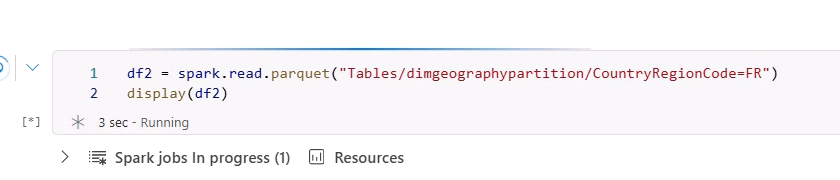 1 df2 = spark.read.parquet("Tables/dimgeographypartition/CountryRegionCode=FR")
2 display(df2)
[*] 3 sec - Running
Spark jobs In progress (1) Resources